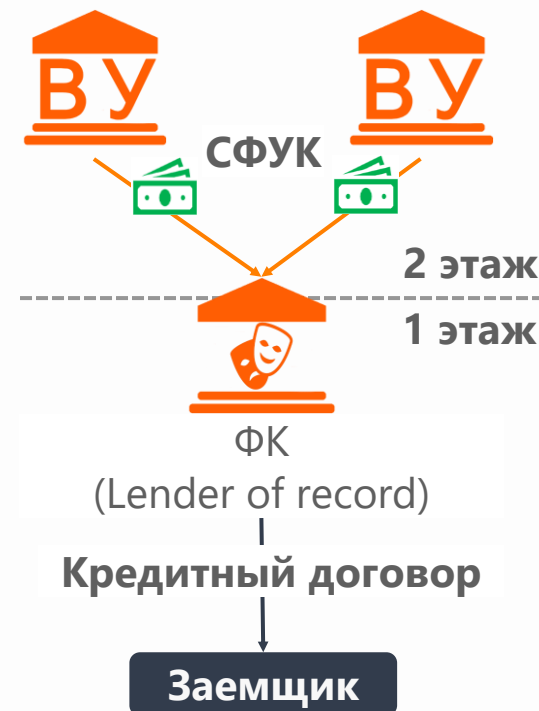 ВУ ВУ
СФУК
2 этаж
1 этаж
ФК
(Lender of record)
Кредитный договор
Заемщик